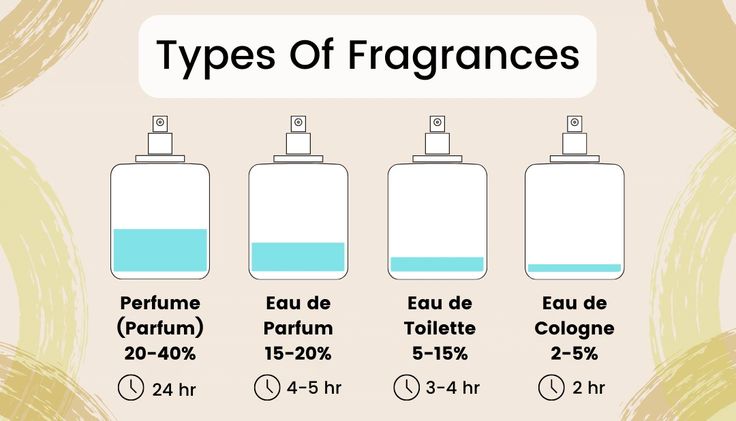 Types Of Fragrances
Perfume
(Parfum)
20-40%
24 hr
Eau de
Parfum
15-20%
4-5 hr
Eau de
Toilette
5-15%
3-4 hr
Eau de
Cologne
2-5%
2 hr